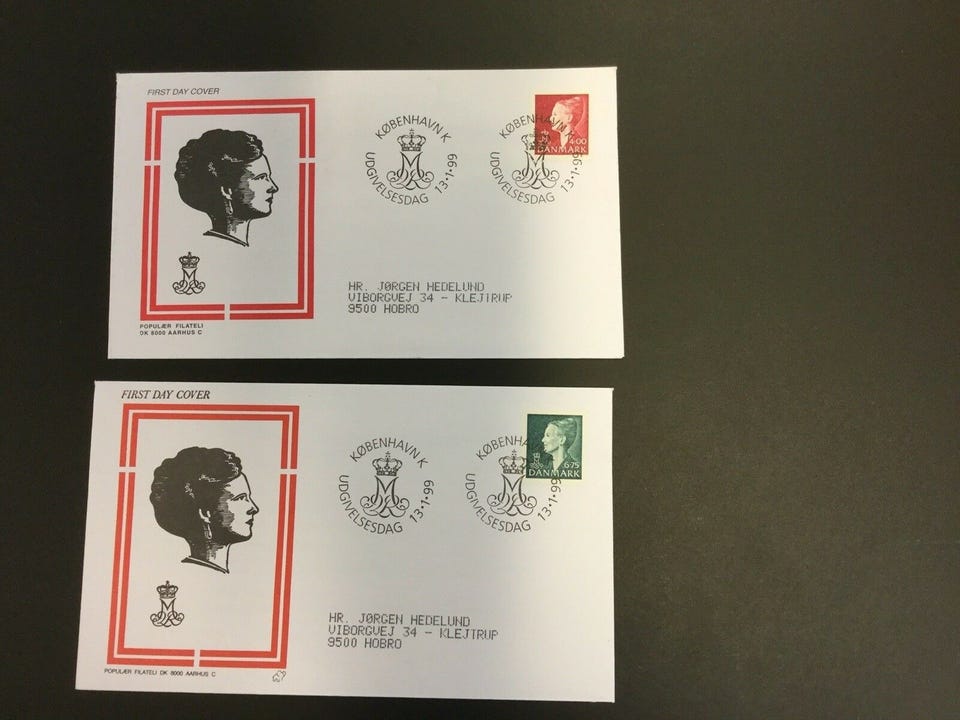 FIRST DAY COVER
KØBENHAVN K
UDGIVELSESDAG 13.1.99
KØBENHAVN K
UDGIVELSESDAG 13.1.99
4.00
DANMARK
HR. JØRGEN HEDELUND
VIBORGVEJ 34 - KLEJTRUP
9500 HOBRO
POPULÆR FILATELI
DK 8000 AARHUS C
FIRST DAY COVER
KØBENHAVN K
UDGIVELSESDAG 13.1.99
KØBENHA
UDGIVELSESDAG 13.1.99
6.75
DANMARK
HR. JØRGEN HEDELUND
VIBORGVEJ 34 - KLEJTRUP
9500 HOBRO
POPULÆR FILATELI DK 8000 AARHUS C